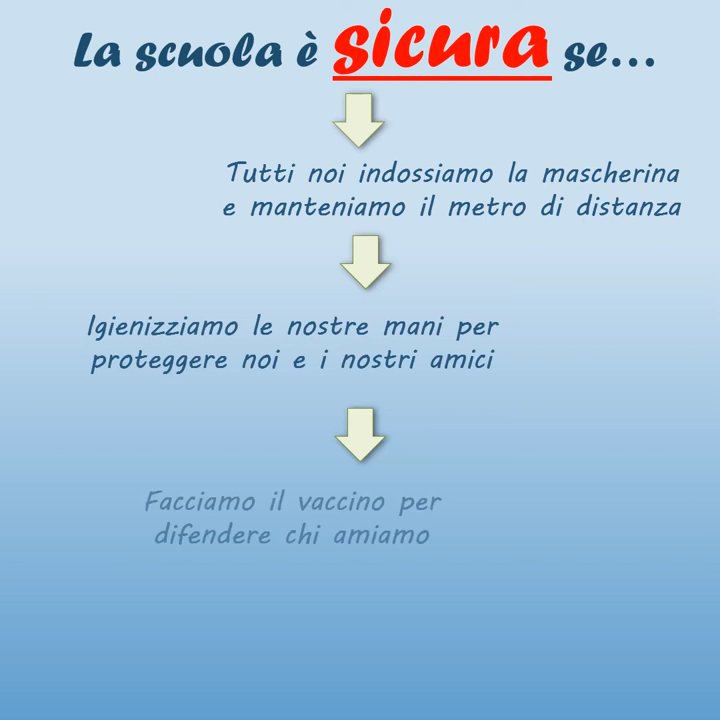 La scuola è sicura se...
Tutti noi indossiamo la mascherina
e manteniamo il metro di distanza
Igienizziamo le nostre mani per
proteggere noi e i nostri amici
Facciamo il vaccino per
difendere chi amiamo